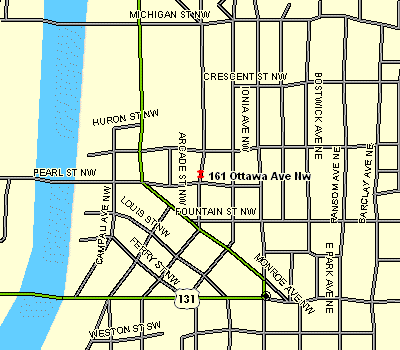 MICHIGAN ST NW
CRESCENT ST NW
HURON ST NW
IONIA AVE NW
BOSTWICK AVE NE
ARCADE ST NW
RANSOM AVE NE
BARCLAY AVE NE
PEARL ST NW
161 Ottawa Ave Nw
LOUIS ST NW
FOUNTAIN ST NW
CAMPAU AVE NW
FERRY ST NW
MONROE AVE NW
E PARK AVE NE
131
WESTON ST SW